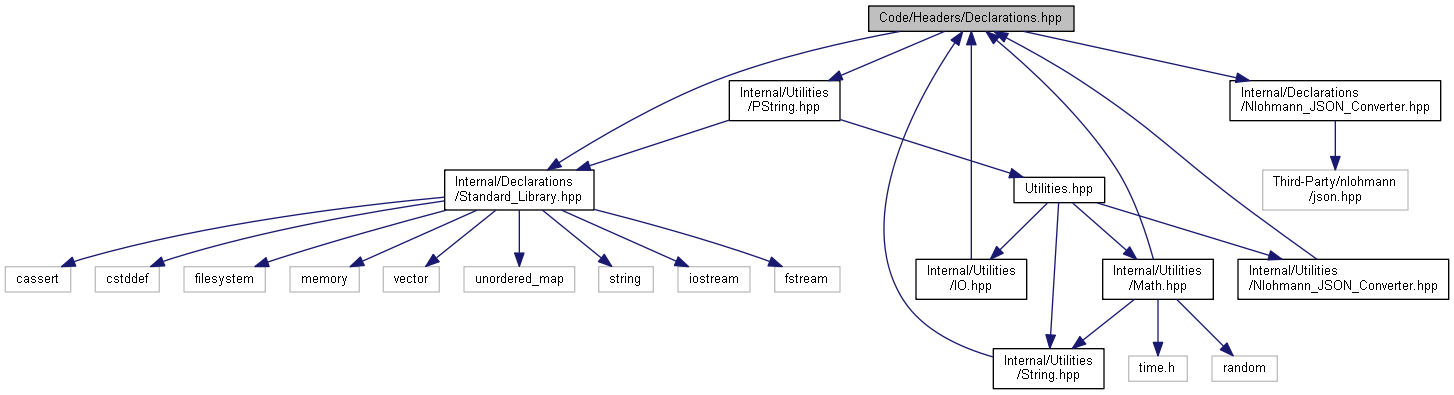 Code/Headers/Declarations.hpp
Internal/Utilities
/PString.hpp
Internal/Declarations
/Nlohmann_JSON_Converter.hpp
Internal/Declarations
/Standard_Library.hpp
Utilities.hpp
Third-Party/nlohmann
/json.hpp
cassert
cstddef
filesystem
memory
vector
unordered_map
string
iostream
fstream
Internal/Utilities
/IO.hpp
Internal/Utilities
/Math.hpp
Internal/Utilities
/Nlohmann_JSON_Converter.hpp
Internal/Utilities
/String.hpp
time.h
random